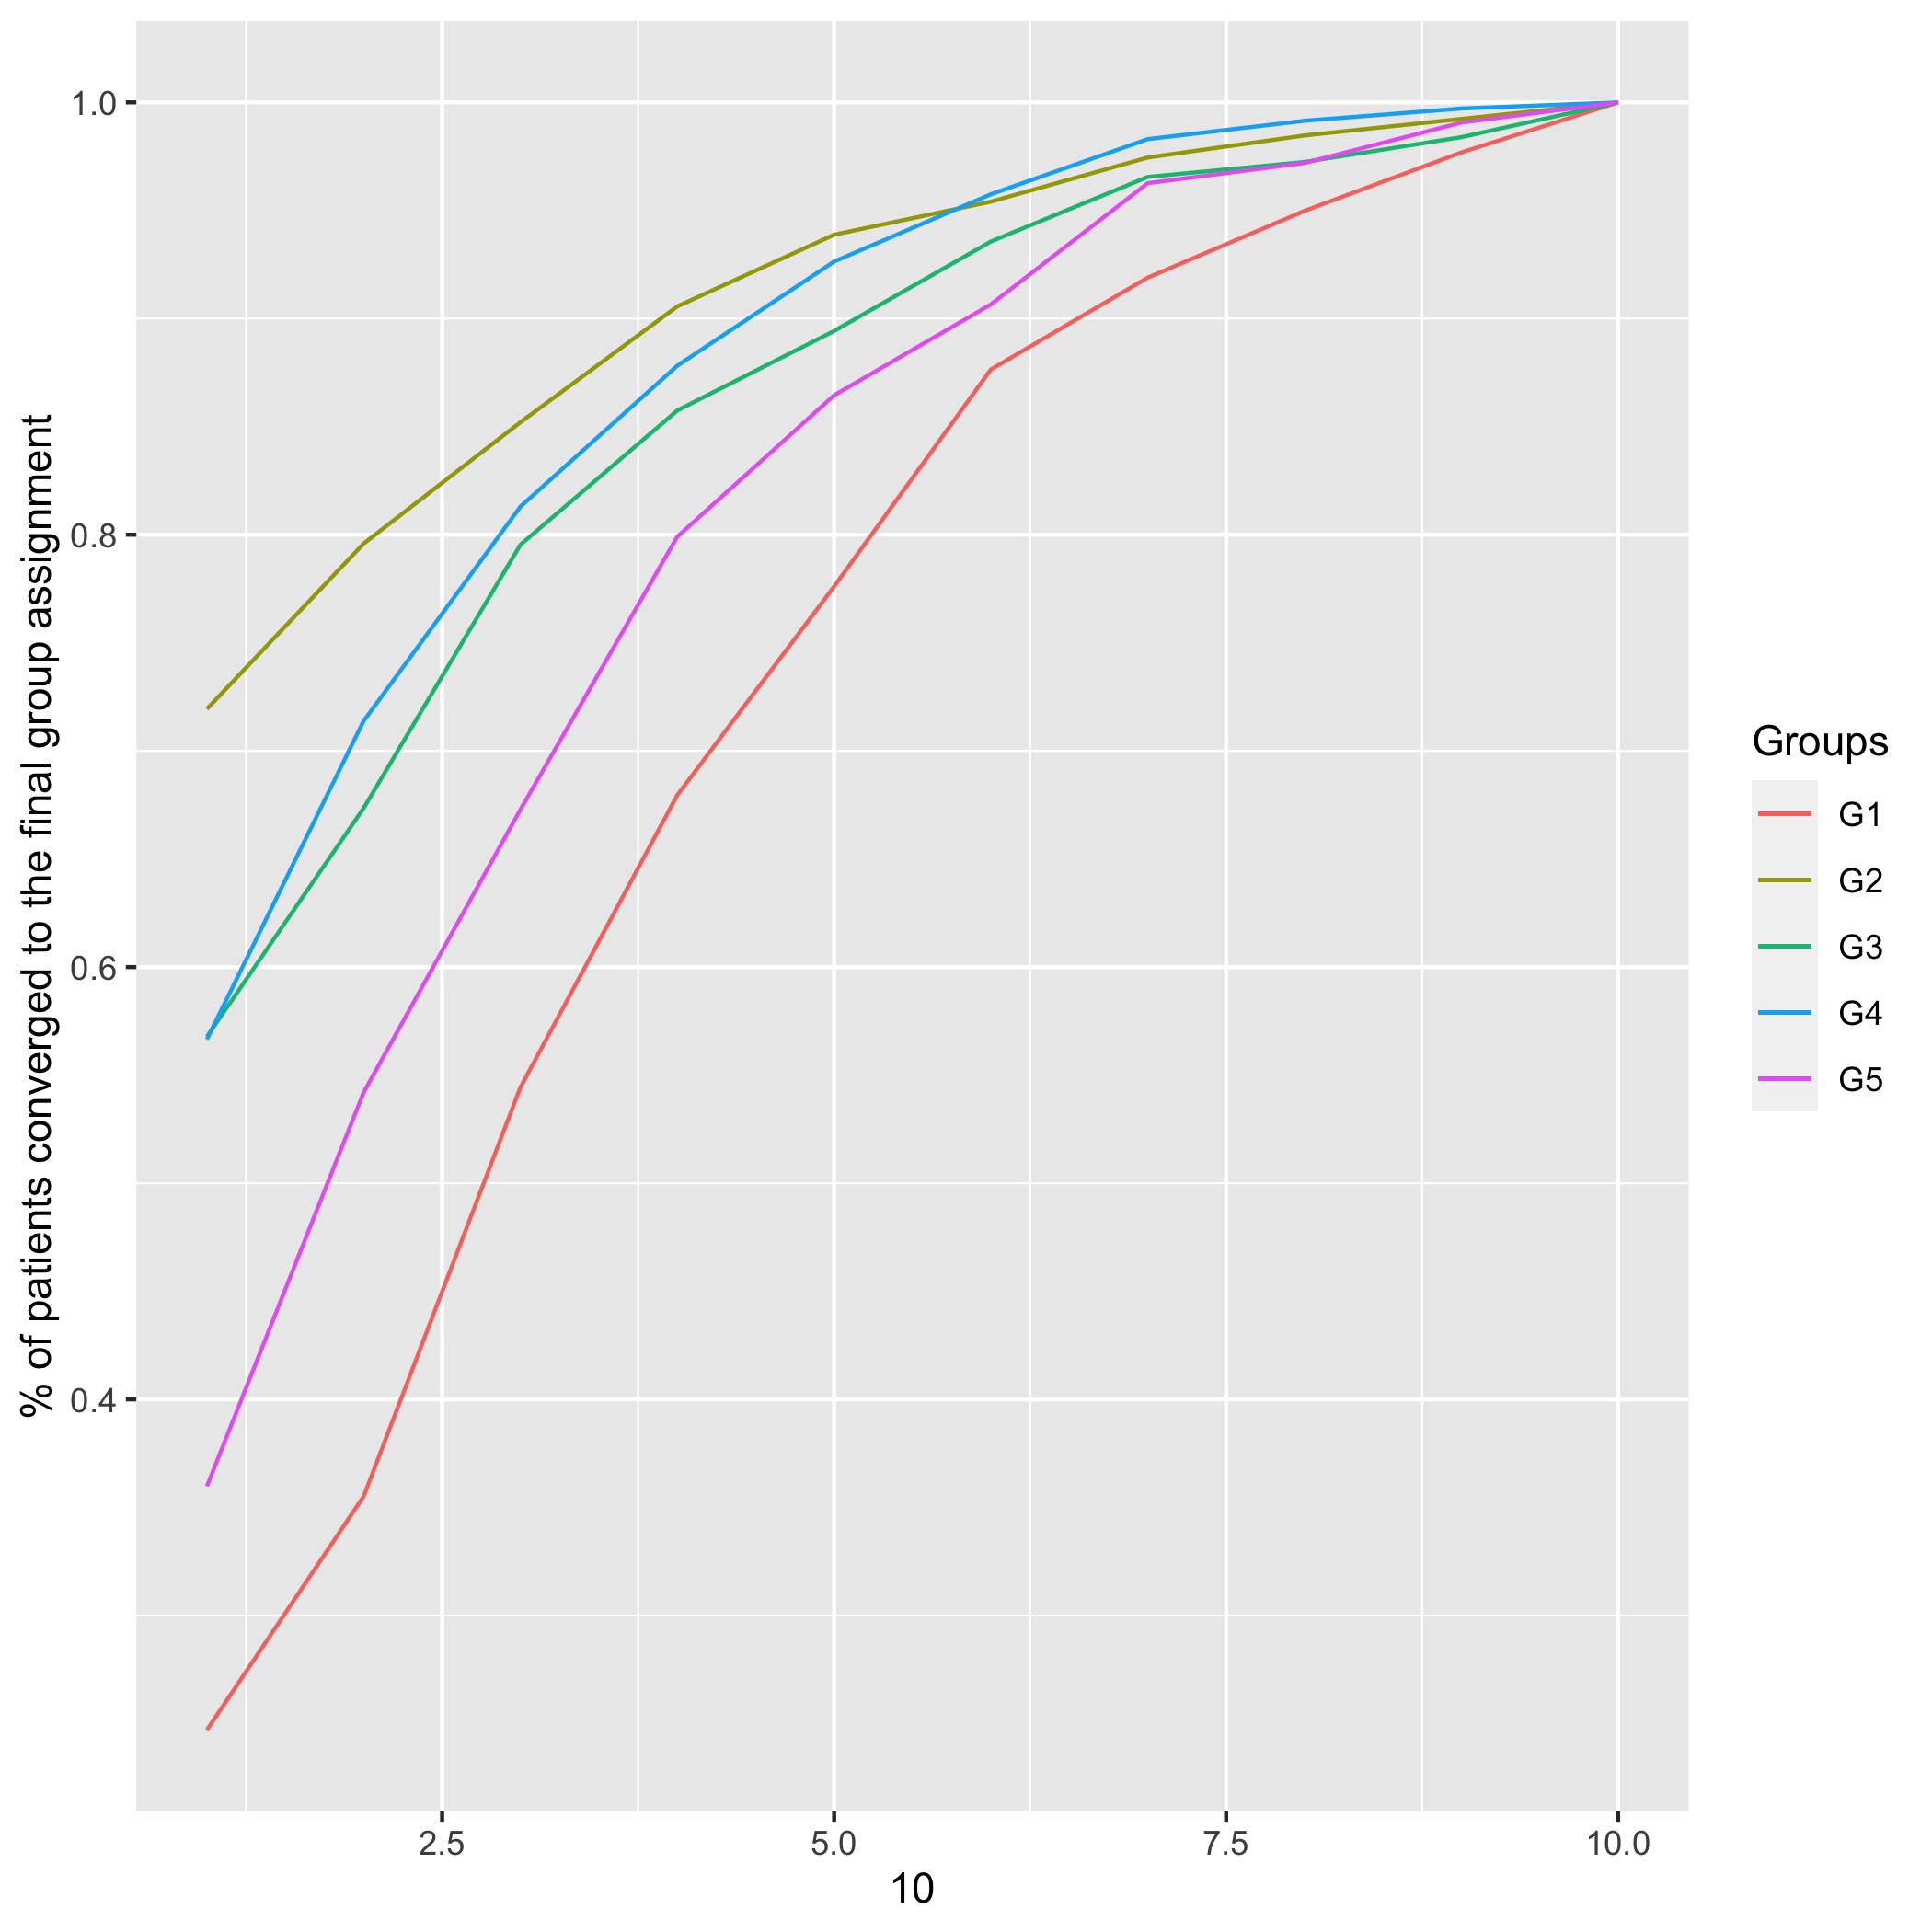 % of patients converged to the final group assignment
1.0
0.8
0.6
0.4
2.5
5.0
7.5
10.0
10
Groups
G1
G2
G3
G4
G5